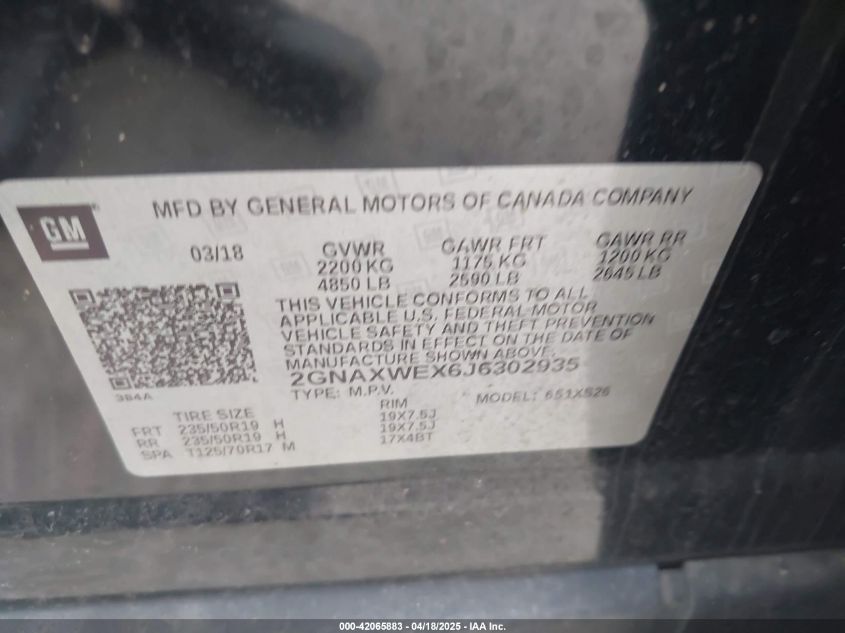 GM
MFD BY GENERAL MOTORS OF CANADA COMPANY
03/18 GVWR GAWR FRT GAWR RR
2200 KG 1175 KG 1200 KG
4850 LB 2590 LB 2645 LB
THIS VEHICLE CONFORMS TO ALL
APPLICABLE U.S. FEDERAL MOTOR
VEHICLE SAFETY AND THEFT PREVENTION
STANDARDS IN EFFECT ON THE DATE OF
MANUFACTURE SHOWN ABOVE.
2GNAXWEX6J6302935
384A
TYPE: M.P.V. MODEL: 6S1XS26
TIRE SIZE RIM
FRT 235/50R19 H 19X7.5J
RR 235/50R19 H 19X7.5J
SPA T125/70R17 M 17X4BT
000-42065883 - 04/18/2025 - IAA Inc.